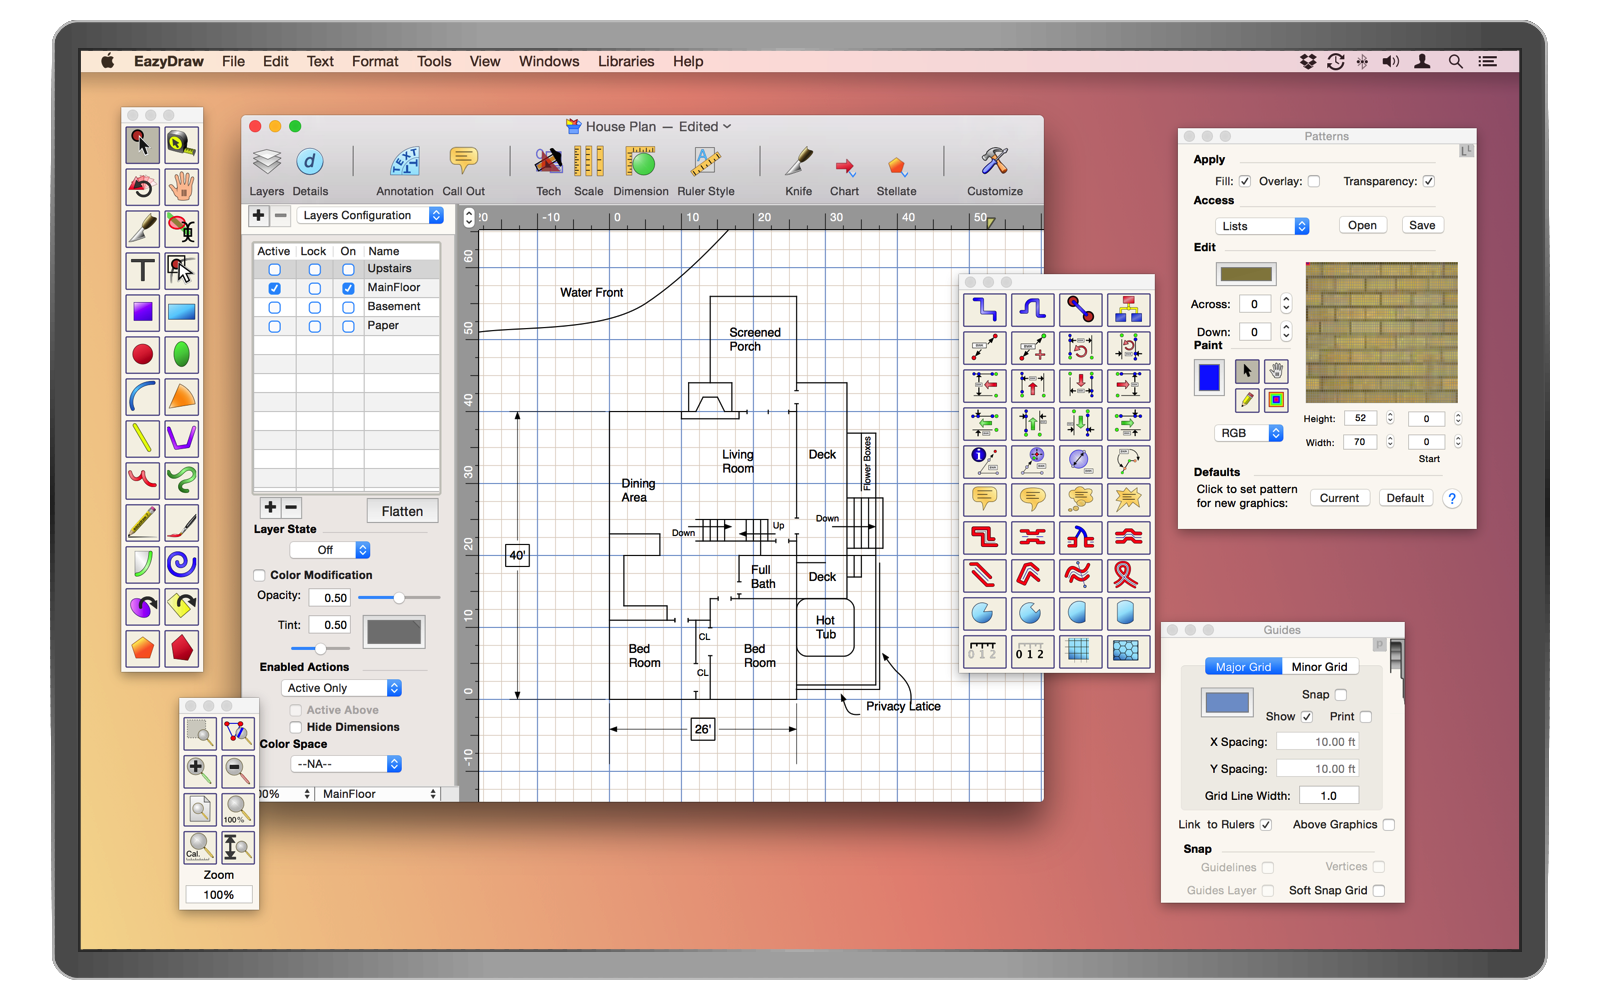 EazyDraw File Edit Text Format Tools View Windows Libraries Help
House Plan — Edited
Layers Details Annotation Call Out Tech Scale Dimension Ruler Style Knife Chart Stellate Customize
Layers Configuration
-10 0 10 20 30 40 50
Active Lock On Name
Upstairs
MainFloor
Basement
Paper
Flatten
Layer State
Off
Color Modification
Opacity: 0.50
Tint: 0.50
Enabled Actions
Active Only
Active Above
Hide Dimensions
Color Space
--NA--
MainFloor
60
50
40
30
20
10
0
-10
Water Front
Screened
Porch
Living
Room
Deck
Flower Boxes
Dining
Area
Down
Up
Down
40'
Full
Bath
Deck
Hot
Tub
CL
Bed
Room
Bed
Room
CL
Privacy Latice
26'
0 1 2
0 1 2
100%
Cal.
Zoom
100%
Patterns
Apply
Fill: Overlay: Transparency:
Access
Lists Open Save
Edit
Across: 0
Down: 0
Paint
RGB
Height: 52 0
Width: 70 0
Start
Defaults
Click to set pattern
for new graphics:
Current Default ?
Guides
Major Grid Minor Grid
Snap
Show Print
X Spacing: 10.00 ft
Y Spacing: 10.00 ft
Grid Line Width: 1.0
Link to Rulers Above Graphics
Snap
Guidelines Vertices
Guides Layer Soft Snap Grid